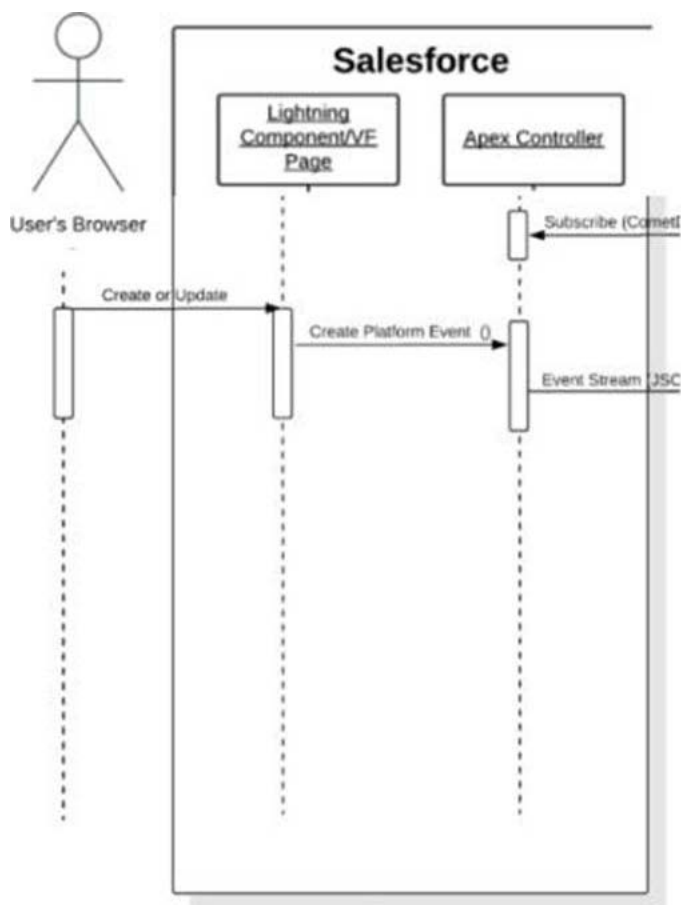 Salesforce
Lightning
Component/VF
Page
Apex Controller
User's Browser
Subscribe (Comet
Create or Update
Create Platform Event ()
Event Stream (JSO